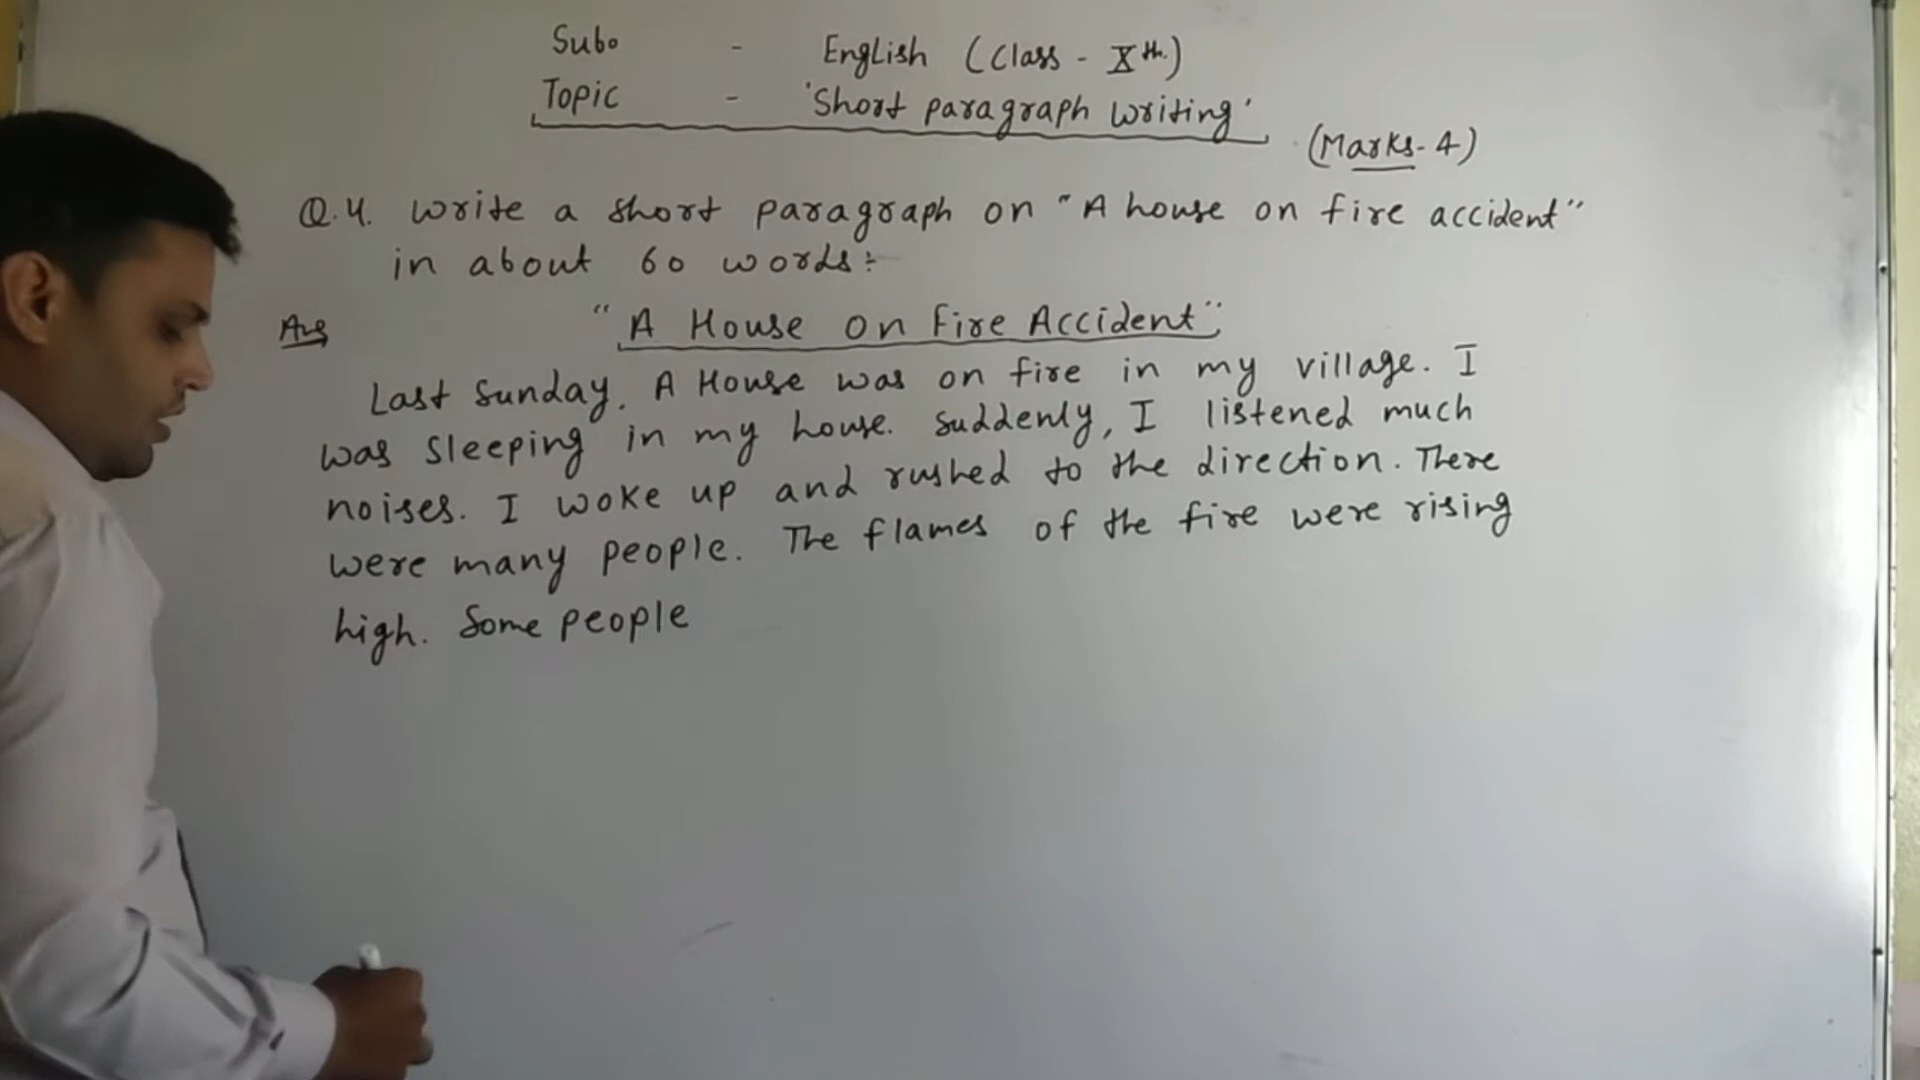 Sub. - English (Class - Xth.)
Topic - 'Short paragraph writing'
(Marks-4)
Q.4. Write a short paragraph on "A house on fire accident"
in about 60 words:
Ans "A House on Fire Accident"
Last Sunday, A House was on fire in my village. I
was sleeping in my house. Suddenly, I listened much
noises. I woke up and rushed to the direction. There
were many people. The flames of the fire were rising
high. Some people